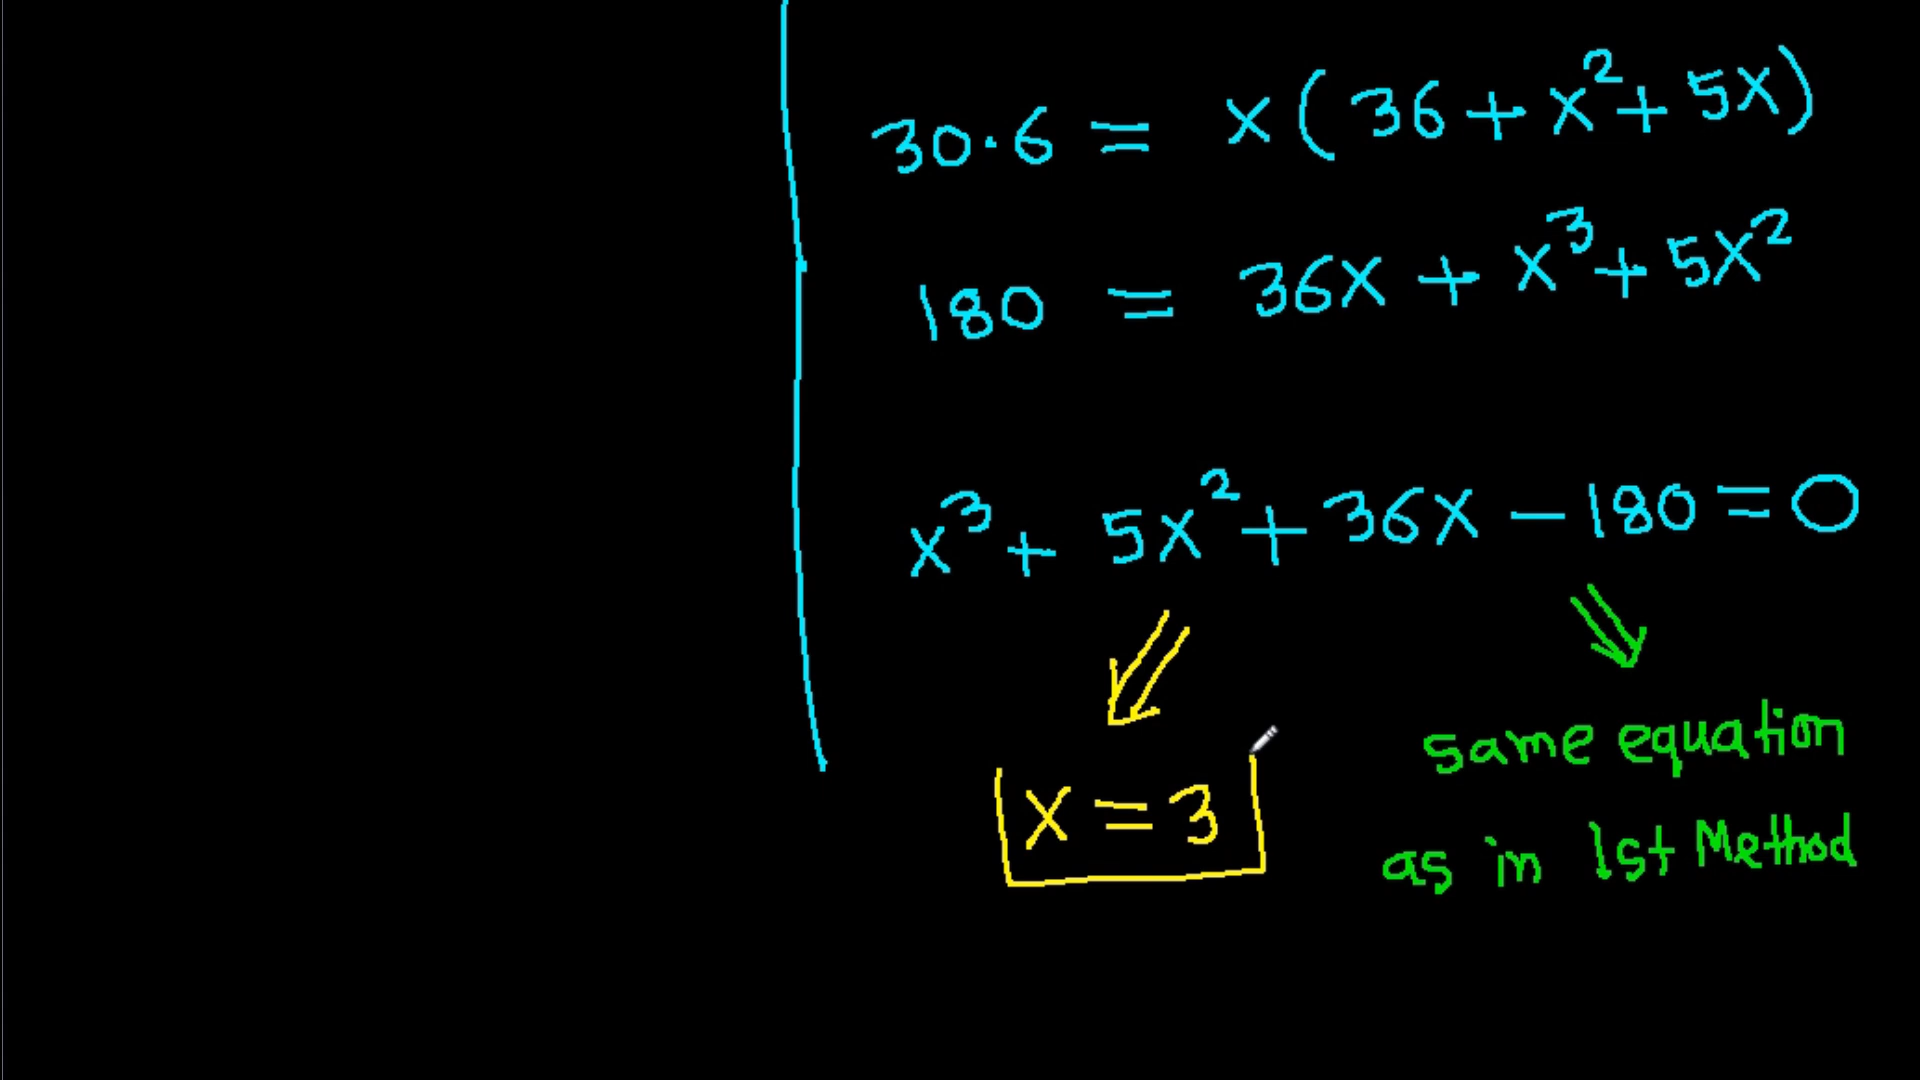 30·6 = x(36 + x² + 5x)
180 = 36x + x³ + 5x²
x³ + 5x² + 36x − 180 = 0
x = 3
same equation
as in 1st Method